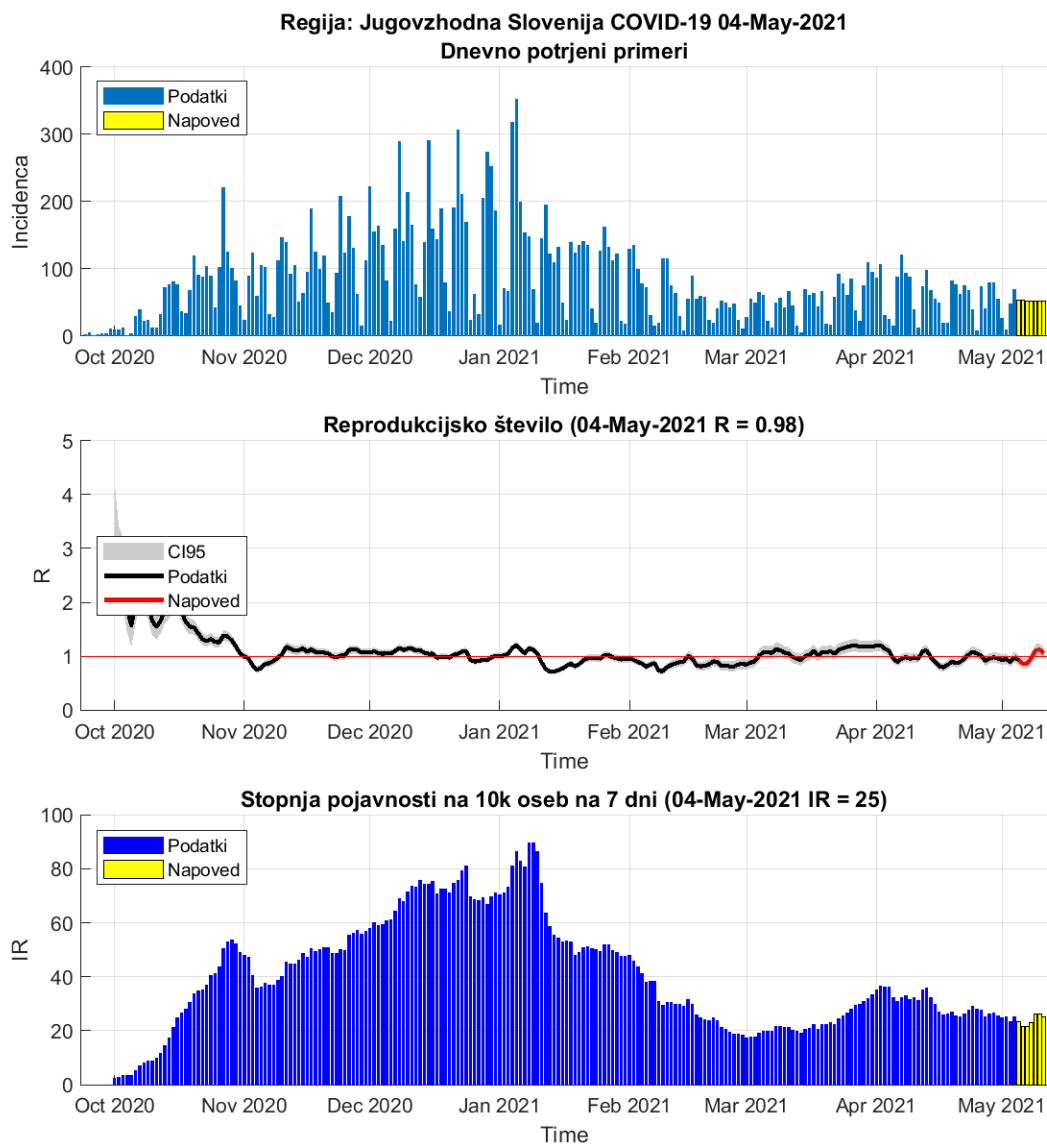 Regija: Jugovzhodna Slovenija COVID-19 04-May-2021
Dnevno potrjeni primeri
400
300
200
100
0
Incidenca
Podatki
Napoved
Oct 2020 Nov 2020 Dec 2020 Jan 2021 Feb 2021 Mar 2021 Apr 2021 May 2021
Time
Reprodukcijsko število (04-May-2021 R = 0.98)
5
4
3
2
1
0
R
CI95
Podatki
Napoved
Oct 2020 Nov 2020 Dec 2020 Jan 2021 Feb 2021 Mar 2021 Apr 2021 May 2021
Time
Stopnja pojavnosti na 10k oseb na 7 dni (04-May-2021 IR = 25)
100
80
60
40
20
0
IR
Podatki
Napoved
Oct 2020 Nov 2020 Dec 2020 Jan 2021 Feb 2021 Mar 2021 Apr 2021 May 2021
Time